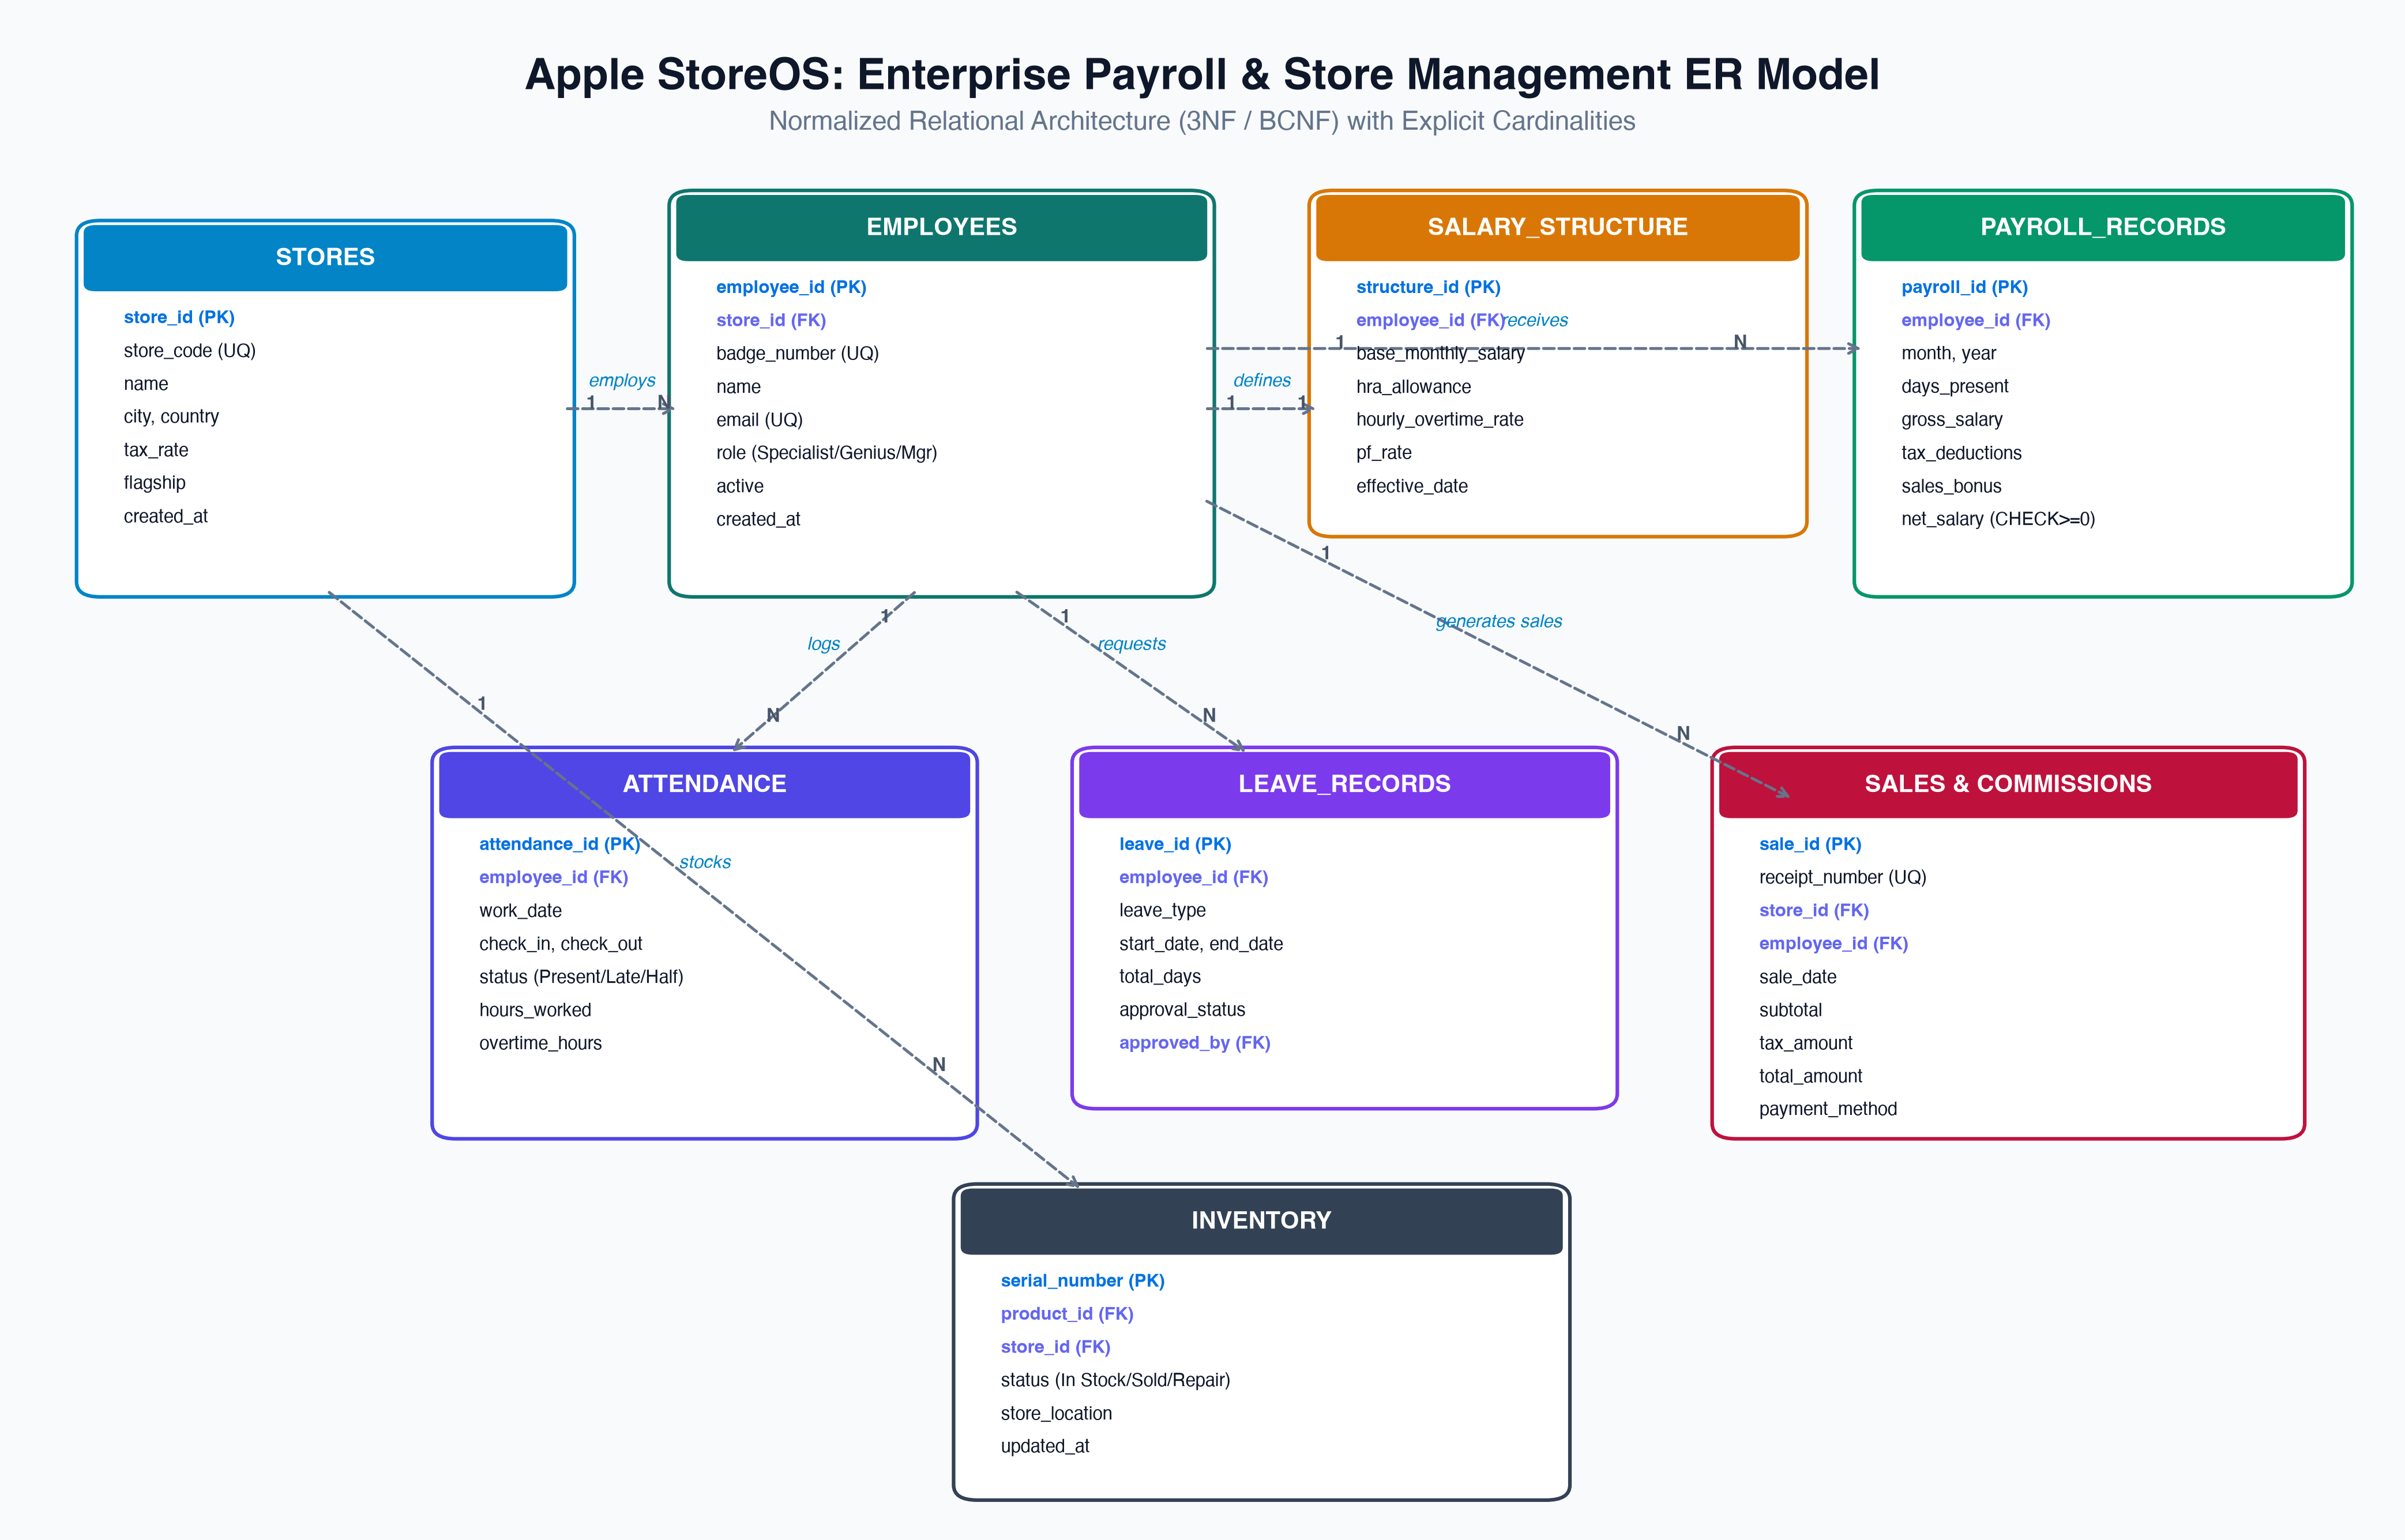 Apple StoreOS: Enterprise Payroll & Store Management ER Model
Normalized Relational Architecture (3NF / BCNF) with Explicit Cardinalities
STORES
store_id (PK)
store_code (UQ)
name
city, country
tax_rate
flagship
created_at
employs
1
N
EMPLOYEES
employee_id (PK)
store_id (FK)
badge_number (UQ)
name
email (UQ)
role (Specialist/Genius/Mgr)
active
created_at
defines
1
1
SALARY_STRUCTURE
structure_id (PK)
employee_id (FK)
base_monthly_salary
hra_allowance
hourly_overtime_rate
pf_rate
effective_date
receives
1
N
PAYROLL_RECORDS
payroll_id (PK)
employee_id (FK)
month, year
days_present
gross_salary
tax_deductions
sales_bonus
net_salary (CHECK>=0)
1
logs
N
1
requests
N
1
generates sales
N
1
stocks
N
ATTENDANCE
attendance_id (PK)
employee_id (FK)
work_date
check_in, check_out
status (Present/Late/Half)
hours_worked
overtime_hours
LEAVE_RECORDS
leave_id (PK)
employee_id (FK)
leave_type
start_date, end_date
total_days
approval_status
approved_by (FK)
SALES & COMMISSIONS
sale_id (PK)
receipt_number (UQ)
store_id (FK)
employee_id (FK)
sale_date
subtotal
tax_amount
total_amount
payment_method
INVENTORY
serial_number (PK)
product_id (FK)
store_id (FK)
status (In Stock/Sold/Repair)
store_location
updated_at